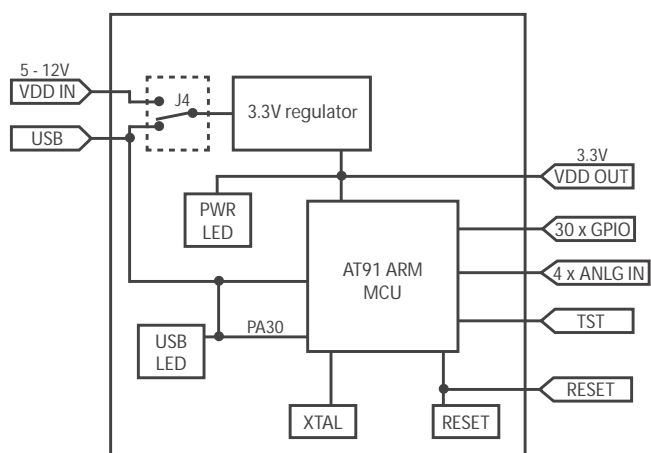 5 - 12V
VDD IN
J4
3.3V regulator
USB
3.3V
VDD OUT
PWR
LED
30 x GPIO
AT91 ARM
MCU
4 x ANLG IN
TST
PA30
USB
LED
RESET
XTAL
RESET